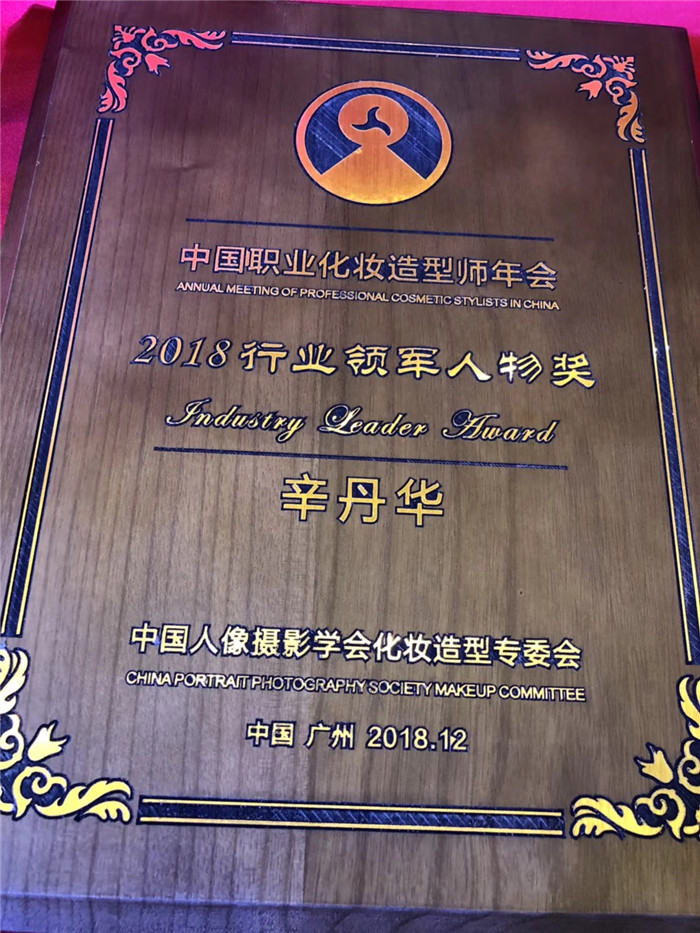 中国职业化妆造型师年会
ANNUAL MEETING OF PROFESSIONAL COSMETIC STYLISTS IN CHINA
2018行业领军人物奖
Industry Leader Award
辛丹华
中国人像摄影学会化妆造型专委会
CHINA PORTRAIT PHOTOGRAPHY SOCIETY MAKEUP COMMITTEE
中国 广州 2018.12